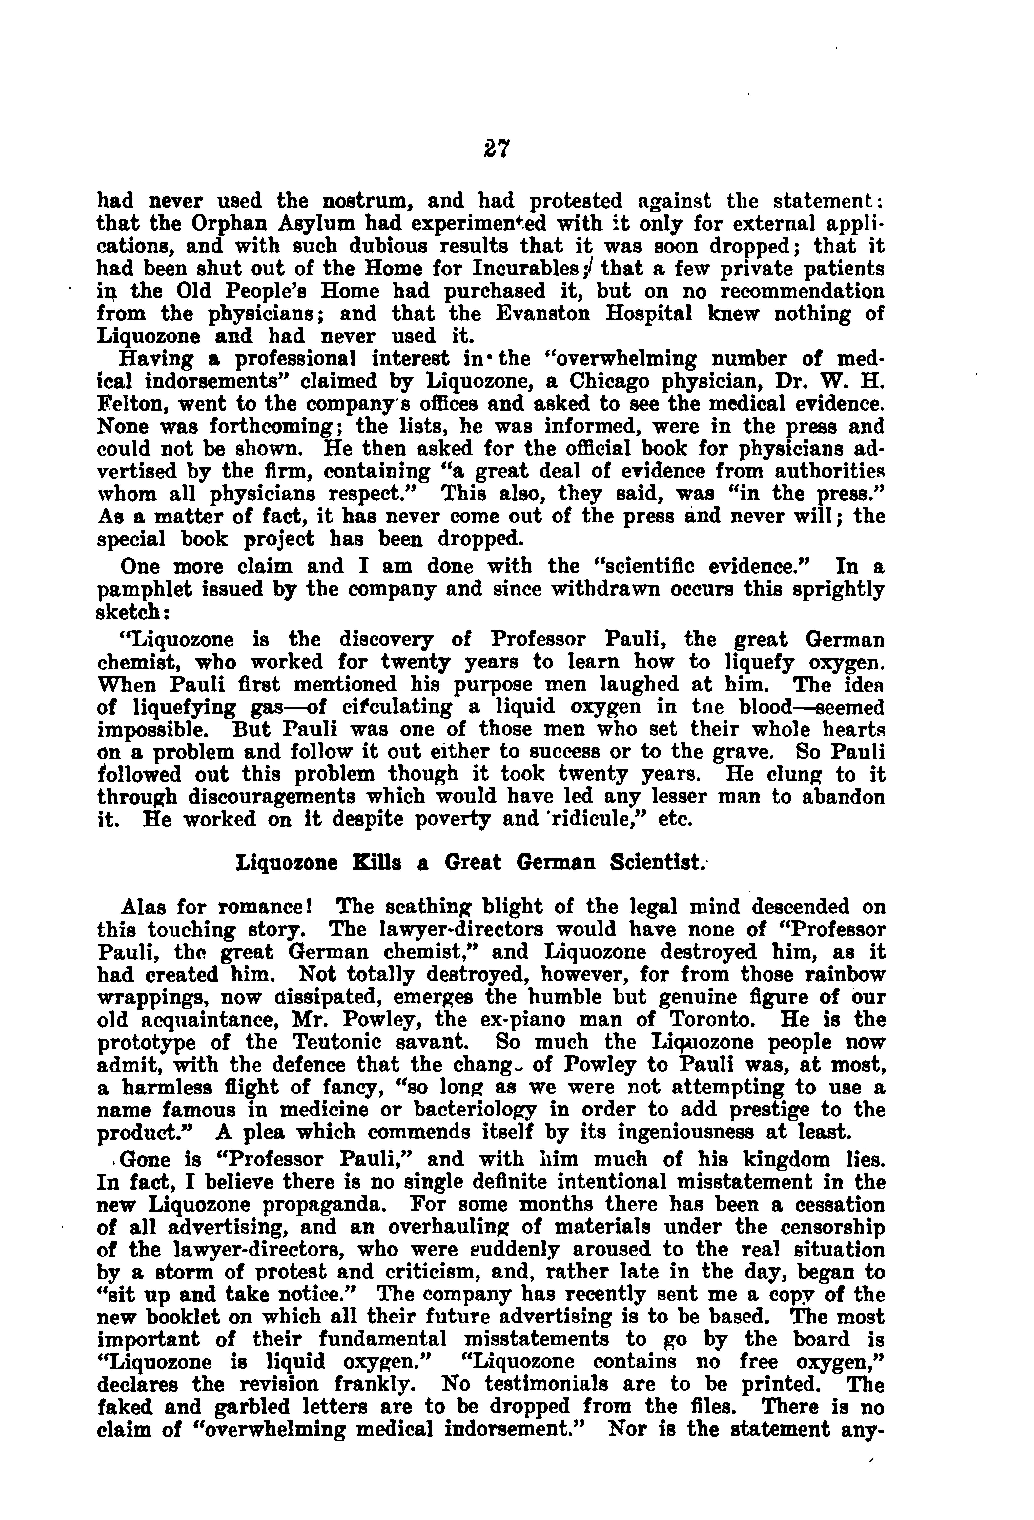 27
had never used the nostrum, and had protested against the statement:
that the Orphan Asylum had experimented with it only for external appli-
cations, and with such dubious results that it was soon dropped; that it
had been shut out of the Home for Incurables; that a few private patients
in the Old People's Home had purchased it, but on no recommendation
from the physicians; and that the Evanston Hospital knew nothing of
Liquozone and had never used it.
Having a professional interest in the "overwhelming number of med-
ical indorsements" claimed by Liquozone, a Chicago physician, Dr. W. H.
Felton, went to the company's offices and asked to see the medical evidence.
None was forthcoming; the lists, he was informed, were in the press and
could not be shown. He then asked for the official book for physicians ad-
vertised by the firm, containing "a great deal of evidence from authorities
whom all physicians respect." This also, they said, was "in the press."
As a matter of fact, it has never come out of the press and never will; the
special book project has been dropped.
One more claim and I am done with the "scientific evidence." In a
pamphlet issued by the company and since withdrawn occurs this sprightly
sketch:
"Liquozone is the discovery of Professor Pauli, the great German
chemist, who worked for twenty years to learn how to liquefy oxygen.
When Pauli first mentioned his purpose men laughed at him. The idea
of liquefying gas—of circulating a liquid oxygen in the blood—seemed
impossible. But Pauli was one of those men who set their whole hearts
on a problem and follow it out either to success or to the grave. So Pauli
followed out this problem though it took twenty years. He clung to it
through discouragements which would have led any lesser man to abandon
it. He worked on it despite poverty and ridicule," etc.
Liquozone Kills a Great German Scientist.
Alas for romance! The scathing blight of the legal mind descended on
this touching story. The lawyer-directors would have none of "Professor
Pauli, the great German chemist," and Liquozone destroyed him, as it
had created him. Not totally destroyed, however, for from those rainbow
wrappings, now dissipated, emerges the humble but genuine figure of our
old acquaintance, Mr. Powley, the ex-piano man of Toronto. He is the
prototype of the Teutonic savant. So much the Liquozone people now
admit, with the defence that the change of Powley to Pauli was, at most,
a harmless flight of fancy, "so long as we were not attempting to use a
name famous in medicine or bacteriology in order to add prestige to the
product." A plea which commends itself by its ingeniousness at least.
Gone is "Professor Pauli," and with him much of his kingdom lies.
In fact, I believe there is no single definite intentional misstatement in the
new Liquozone propaganda. For some months there has been a cessation
of all advertising, and an overhauling of materials under the censorship
of the lawyer-directors, who were suddenly aroused to the real situation
by a storm of protest and criticism, and, rather late in the day, began to
"sit up and take notice." The company has recently sent me a copy of the
new booklet on which all their future advertising is to be based. The most
important of their fundamental misstatements to go by the board is
"Liquozone is liquid oxygen." "Liquozone contains no free oxygen,"
declares the revision frankly. No testimonials are to be printed. The
faked and garbled letters are to be dropped from the files. There is no
claim of "overwhelming medical indorsement." Nor is the statement any-